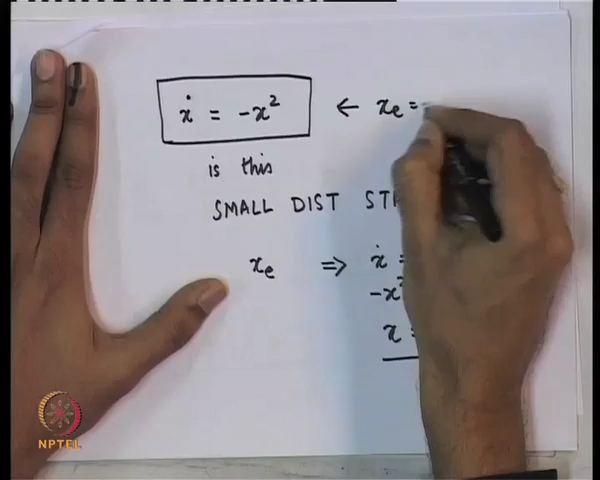 ẋ = -x² ← xₑ =
is this
SMALL DIST ST
xₑ ⇒ ẋ =
-x²
x =
NPTEL